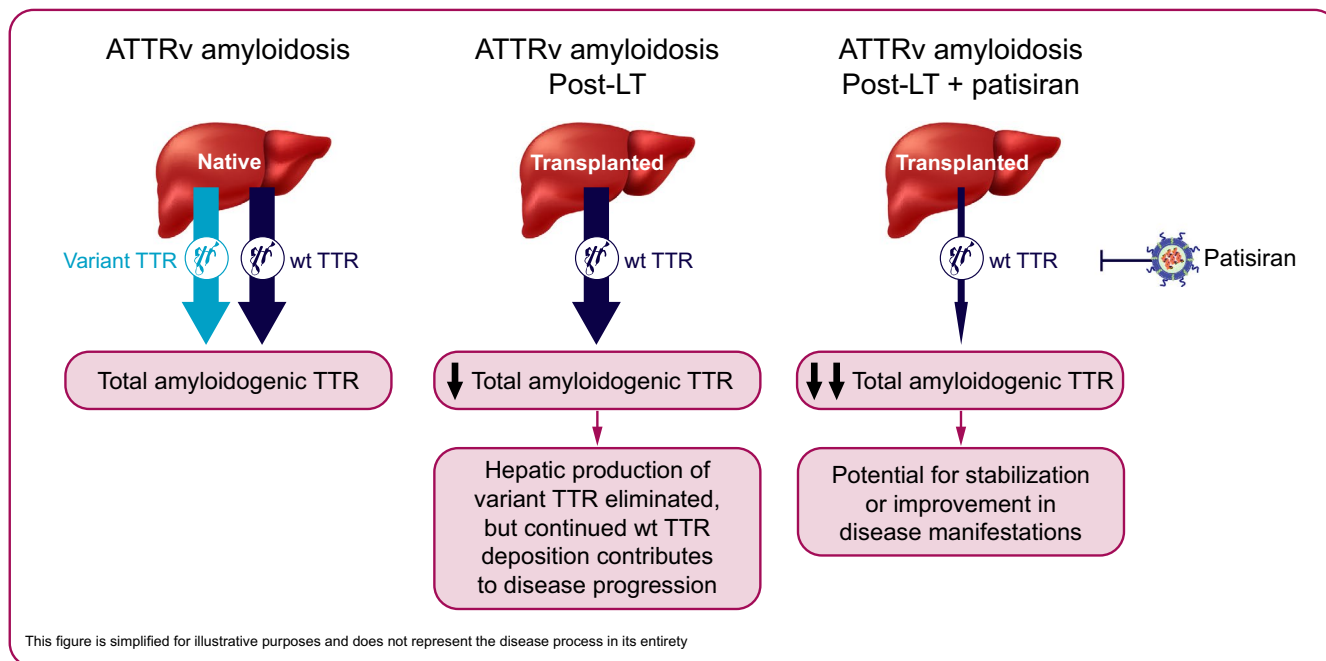 ATTRv amyloidosis
Native
Variant TTR
wt TTR
Total amyloidogenic TTR
ATTRv amyloidosis
Post-LT
Transplanted
wt TTR
Total amyloidogenic TTR
Hepatic production of
variant TTR eliminated,
but continued wt TTR
deposition contributes
to disease progression
ATTRv amyloidosis
Post-LT + patisiran
Transplanted
wt TTR
Patisiran
Total amyloidogenic TTR
Potential for stabilization
or improvement in
disease manifestations
This figure is simplified for illustrative purposes and does not represent the disease process in its entirety